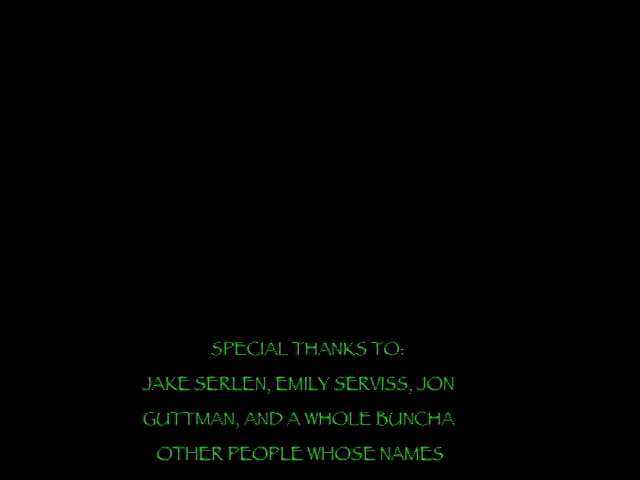 SPECIAL THANKS TO:
JAKE SERLEN, EMILY SERVISS, JON
GUTTMAN, AND A WHOLE BUNCHA
OTHER PEOPLE WHOSE NAMES